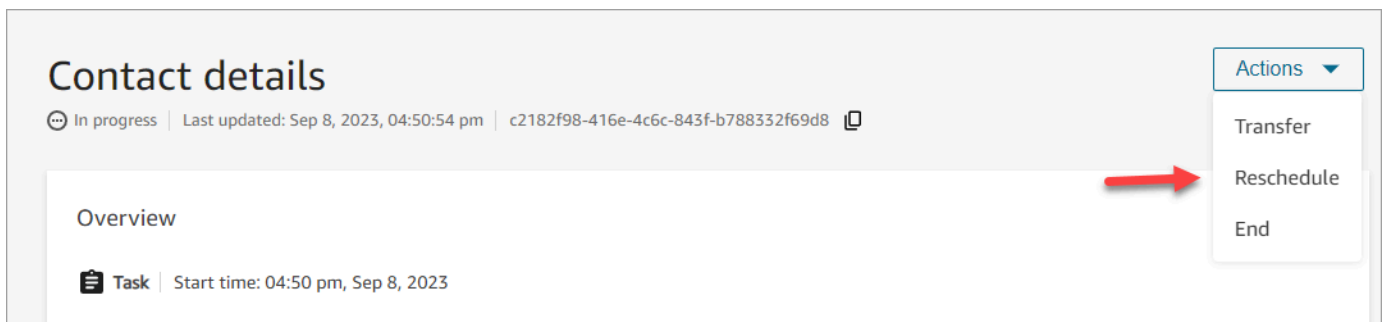 Contact details
Actions
In progress
Last updated: Sep 8, 2023, 04:50:54 pm
c2182f98-416e-4c6c-843f-b788332f69d8
Transfer
Reschedule
End
Overview
Task
Start time: 04:50 pm, Sep 8, 2023